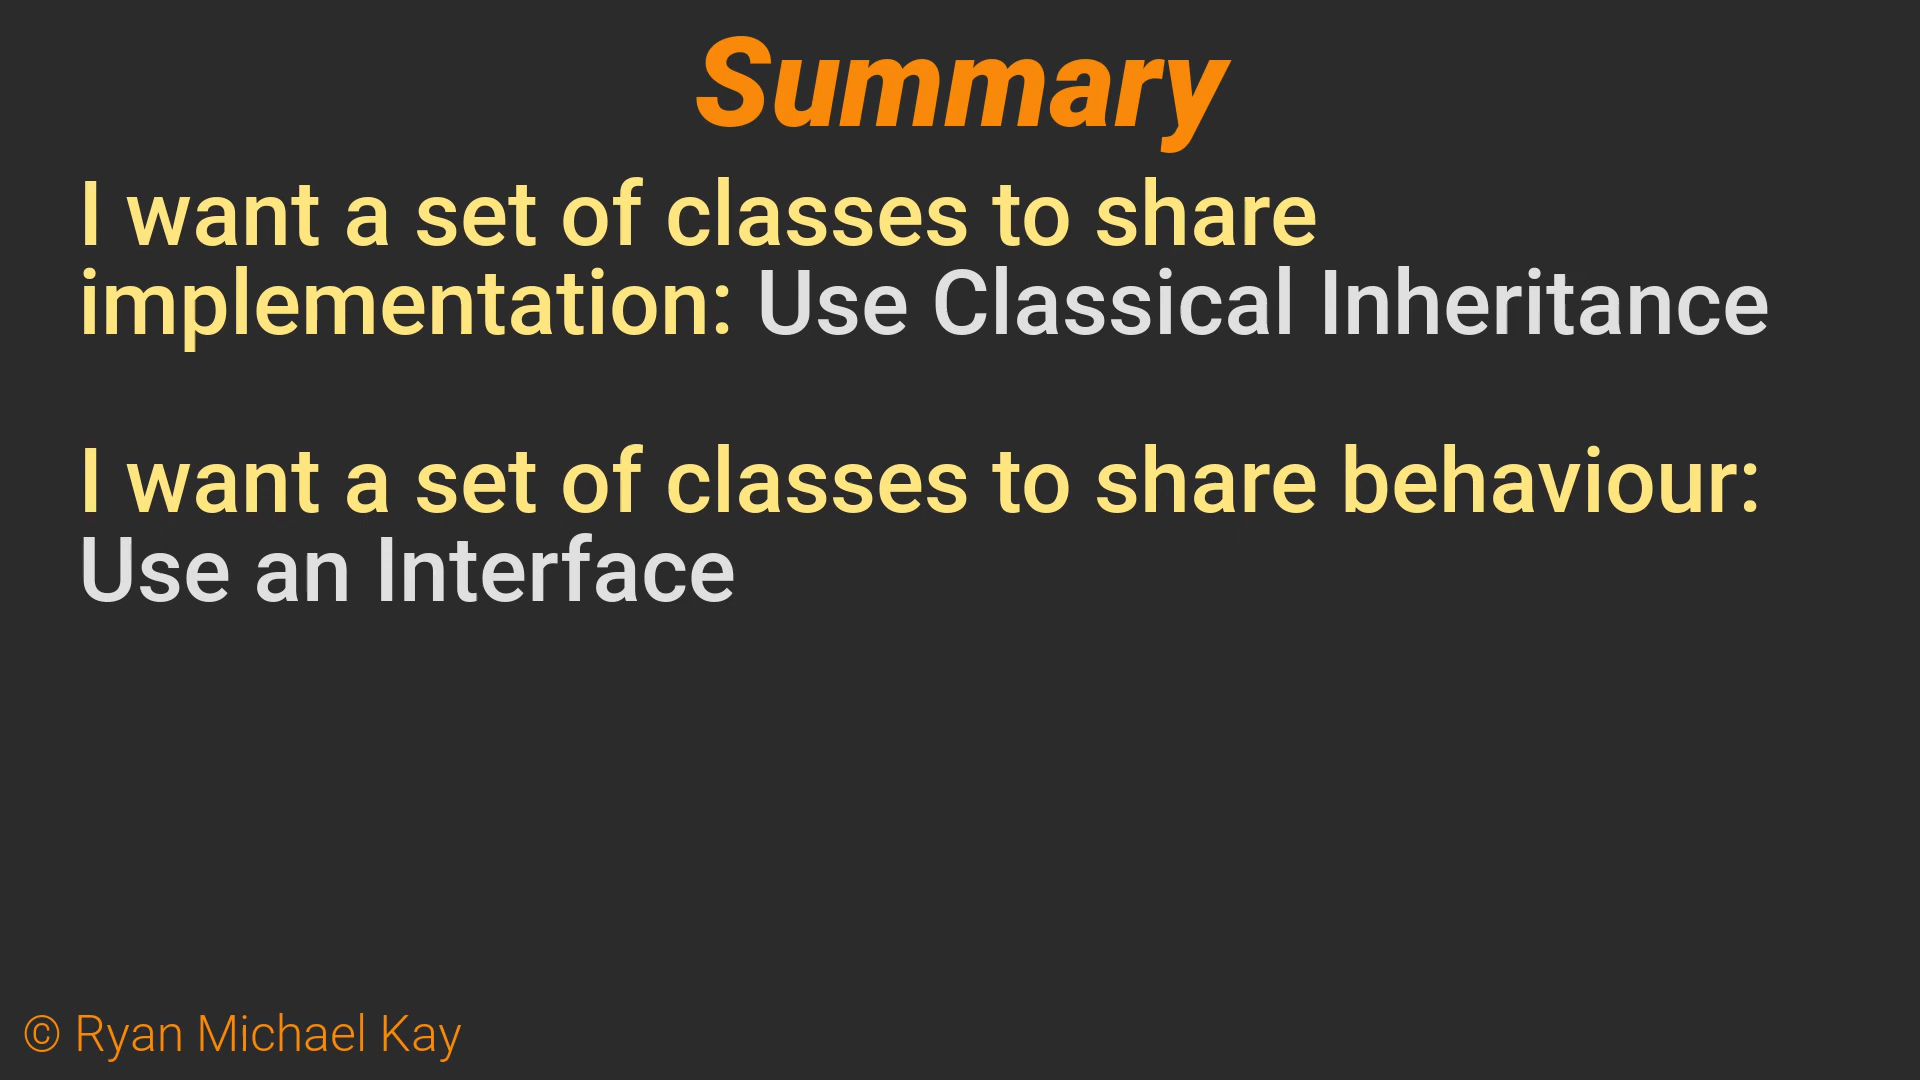 Summary
I want a set of classes to share
implementation: Use Classical Inheritance
I want a set of classes to share behaviour:
Use an Interface
© Ryan Michael Kay